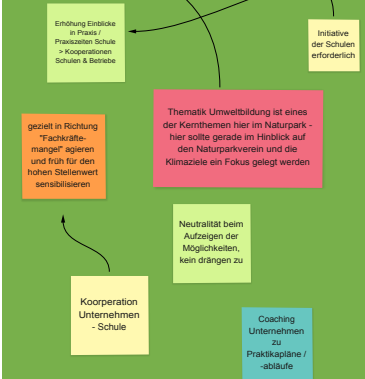 Erhöhung Einblicke
in Praxis /
Praxiszeiten Schule
> Kooperationen
Schulen & Betriebe
Initiative
der Schulen
erforderlich
Thematik Umweltbildung ist eines
der Kernthemen hier im Naturpark -
hier sollte gerade im Hinblick auf
den Naturparkverein und die
Klimaziele ein Fokus gelegt werden
gezielt in Richtung
"Fachkräfte-
mangel" agieren
und früh für den
hohen Stellenwert
sensibilisieren
Neutralität beim
Aufzeigen der
Möglichkeiten,
kein drängen zu
Koorperation
Unternehmen
- Schule
Coaching
Unternehmen
zu
Praktikapläne /
-abläufe